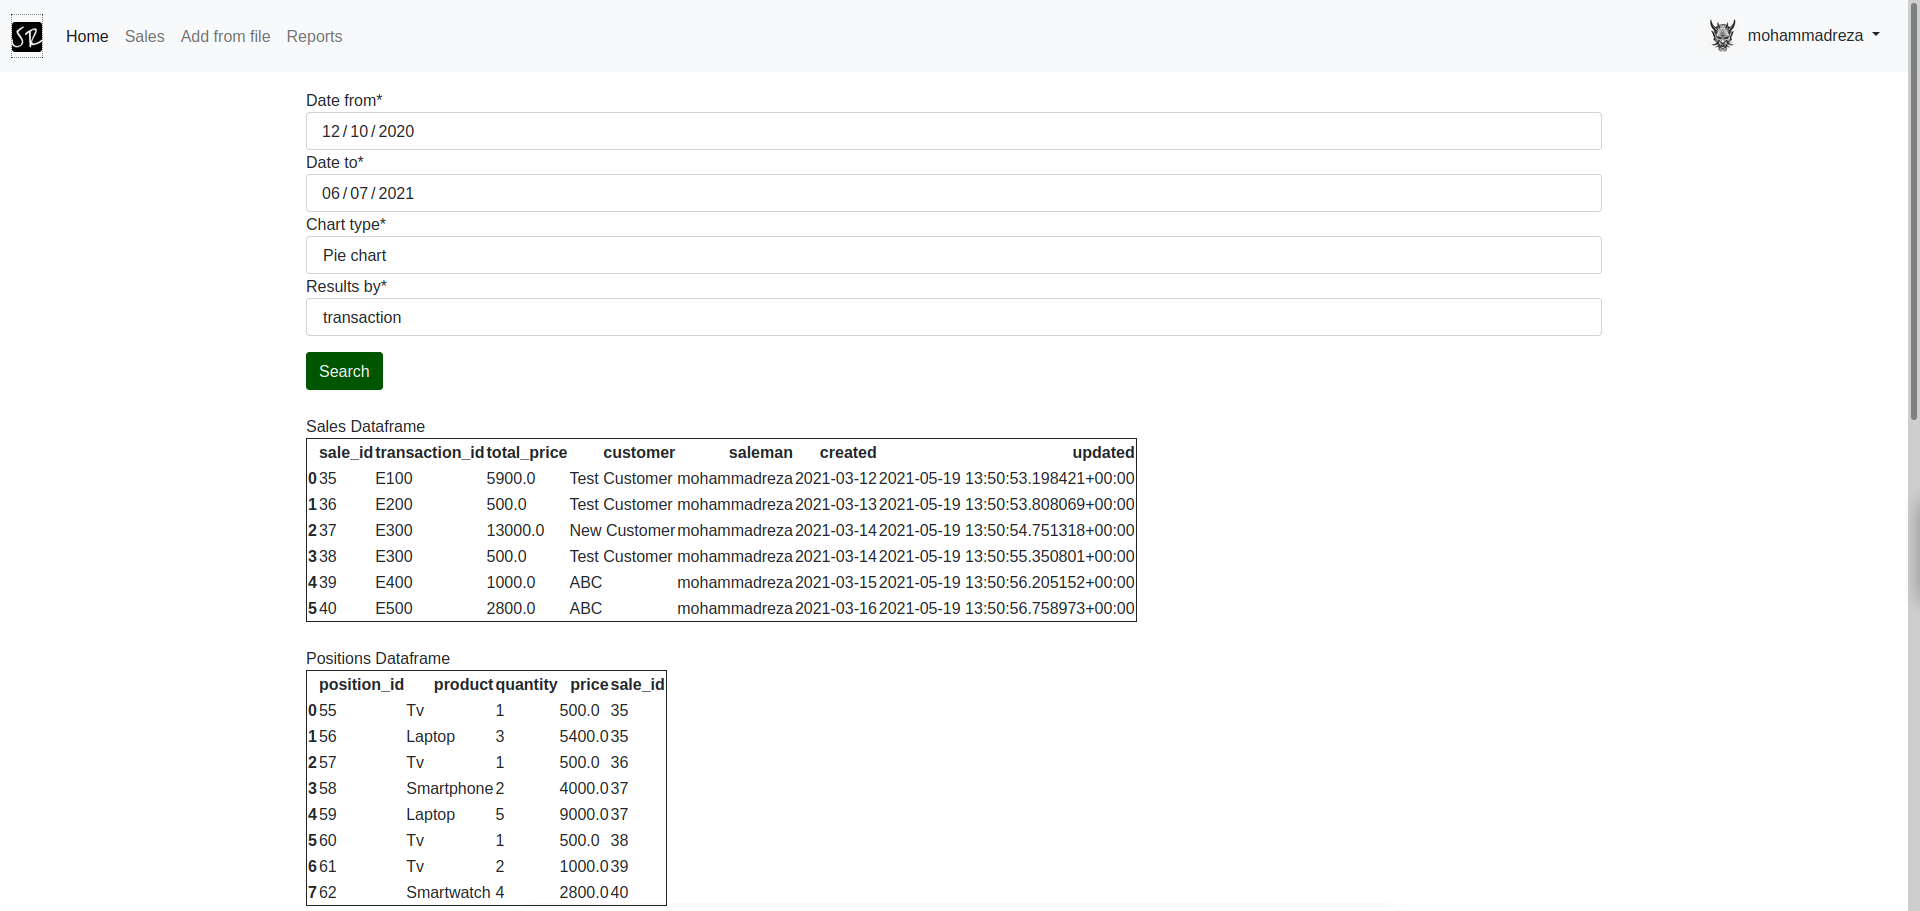 SR Home Sales Add from file Reports mohammadreza
Date from*
12/10/2020
Date to*
06/07/2021
Chart type*
Pie chart
Results by*
transaction
Search
Sales Dataframe
sale_id transaction_id total_price customer saleman created updated
0 35 E100 5900.0 Test Customer mohammadreza 2021-03-12 2021-05-19 13:50:53.198421+00:00
1 36 E200 500.0 Test Customer mohammadreza 2021-03-13 2021-05-19 13:50:53.808069+00:00
2 37 E300 13000.0 New Customer mohammadreza 2021-03-14 2021-05-19 13:50:54.751318+00:00
3 38 E300 500.0 Test Customer mohammadreza 2021-03-14 2021-05-19 13:50:55.350801+00:00
4 39 E400 1000.0 ABC mohammadreza 2021-03-15 2021-05-19 13:50:56.205152+00:00
5 40 E500 2800.0 ABC mohammadreza 2021-03-16 2021-05-19 13:50:56.758973+00:00
Positions Dataframe
position_id product quantity price sale_id
0 55 Tv 1 500.0 35
1 56 Laptop 3 5400.0 35
2 57 Tv 1 500.0 36
3 58 Smartphone 2 4000.0 37
4 59 Laptop 5 9000.0 37
5 60 Tv 1 500.0 38
6 61 Tv 2 1000.0 39
7 62 Smartwatch 4 2800.0 40